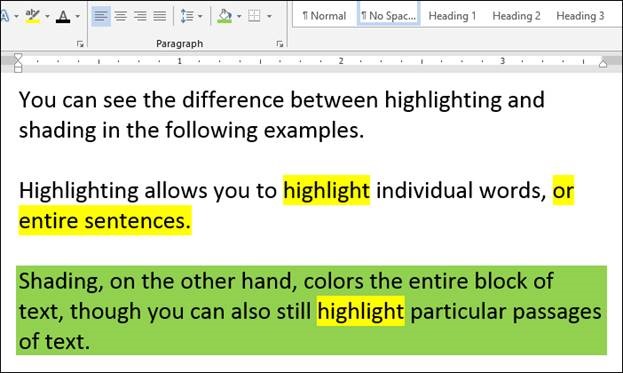 ¶ Normal ¶ No Spac... Heading 1 Heading 2 Heading 3
Paragraph
1 2 3
You can see the difference between highlighting and
shading in the following examples.
Highlighting allows you to highlight individual words, or
entire sentences.
Shading, on the other hand, colors the entire block of
text, though you can also still highlight particular passages
of text.